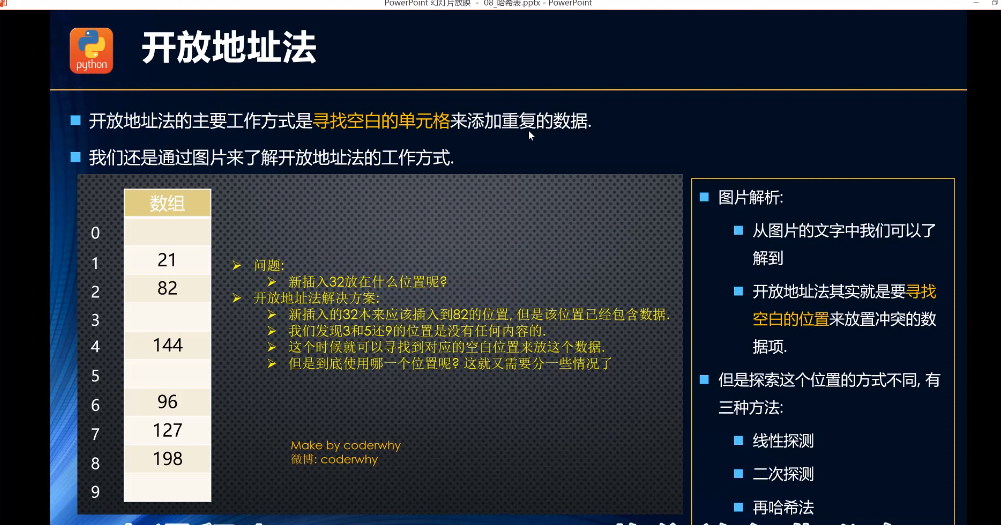 PowerPoint 幻灯片放映 - 08_哈希表.pptx - PowerPoint
python
开放地址法
开放地址法的主要工作方式是寻找空白的单元格来添加重复的数据.
我们还是通过图片来了解开放地址法的工作方式.
数组
0
1 21
2 82
3
4 144
5
6 96
7 127
8 198
9
问题:
新插入32放在什么位置呢?
开放地址法解决方案:
新插入的32本来应该插入到82的位置, 但是该位置已经包含数据.
我们发现3和5还9的位置是没有任何内容的.
这个时候就可以寻找到对应的空白位置来放这个数据.
但是到底使用哪一个位置呢? 这就又需要分一些情况了
Make by coderwhy
微博: coderwhy
图片解析:
从图片的文字中我们可以了
解到
开放地址法其实就是要寻找
空白的位置来放置冲突的数
据项.
但是探索这个位置的方式不同, 有
三种方法:
线性探测
二次探测
再哈希法